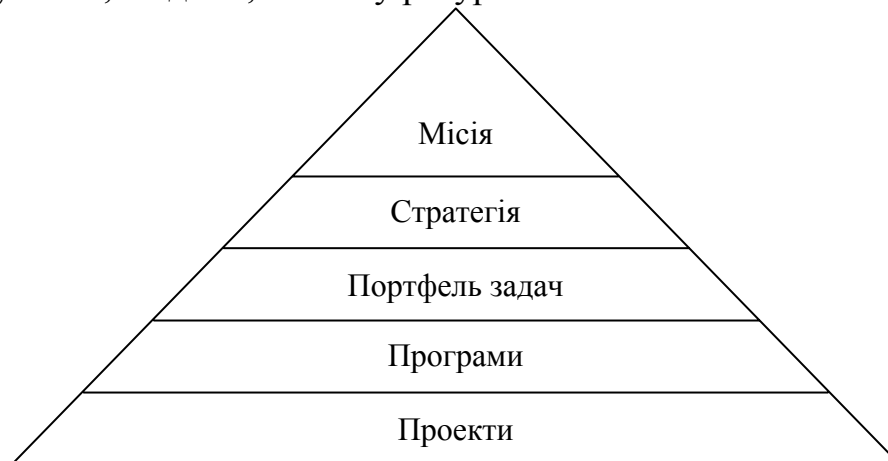 Місія
Стратегія
Портфель задач
Програми
Проекти